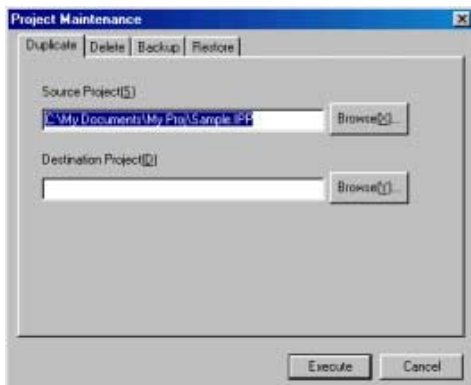 Project Maintenance
Duplicate Delete Backup Restore
Source Project(S)
C:\My Documents\My Proj\Sample.IPP Browse(X)...
Destination Project(D)
Browse(Y)...
Execute Cancel